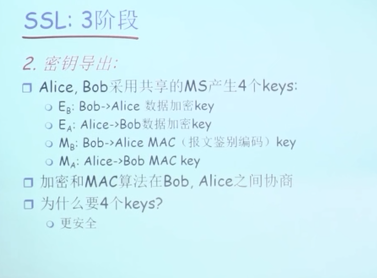 SSL: 3阶段
2. 密钥导出:
Alice, Bob采用共享的MS产生4个keys:
EB: Bob->Alice 数据加密key
EA: Alice->Bob数据加密key
MB: Bob->Alice MAC（报文鉴别编码）key
MA: Alice->Bob MAC key
加密和MAC算法在Bob, Alice之间协商
为什么要4个keys?
更安全